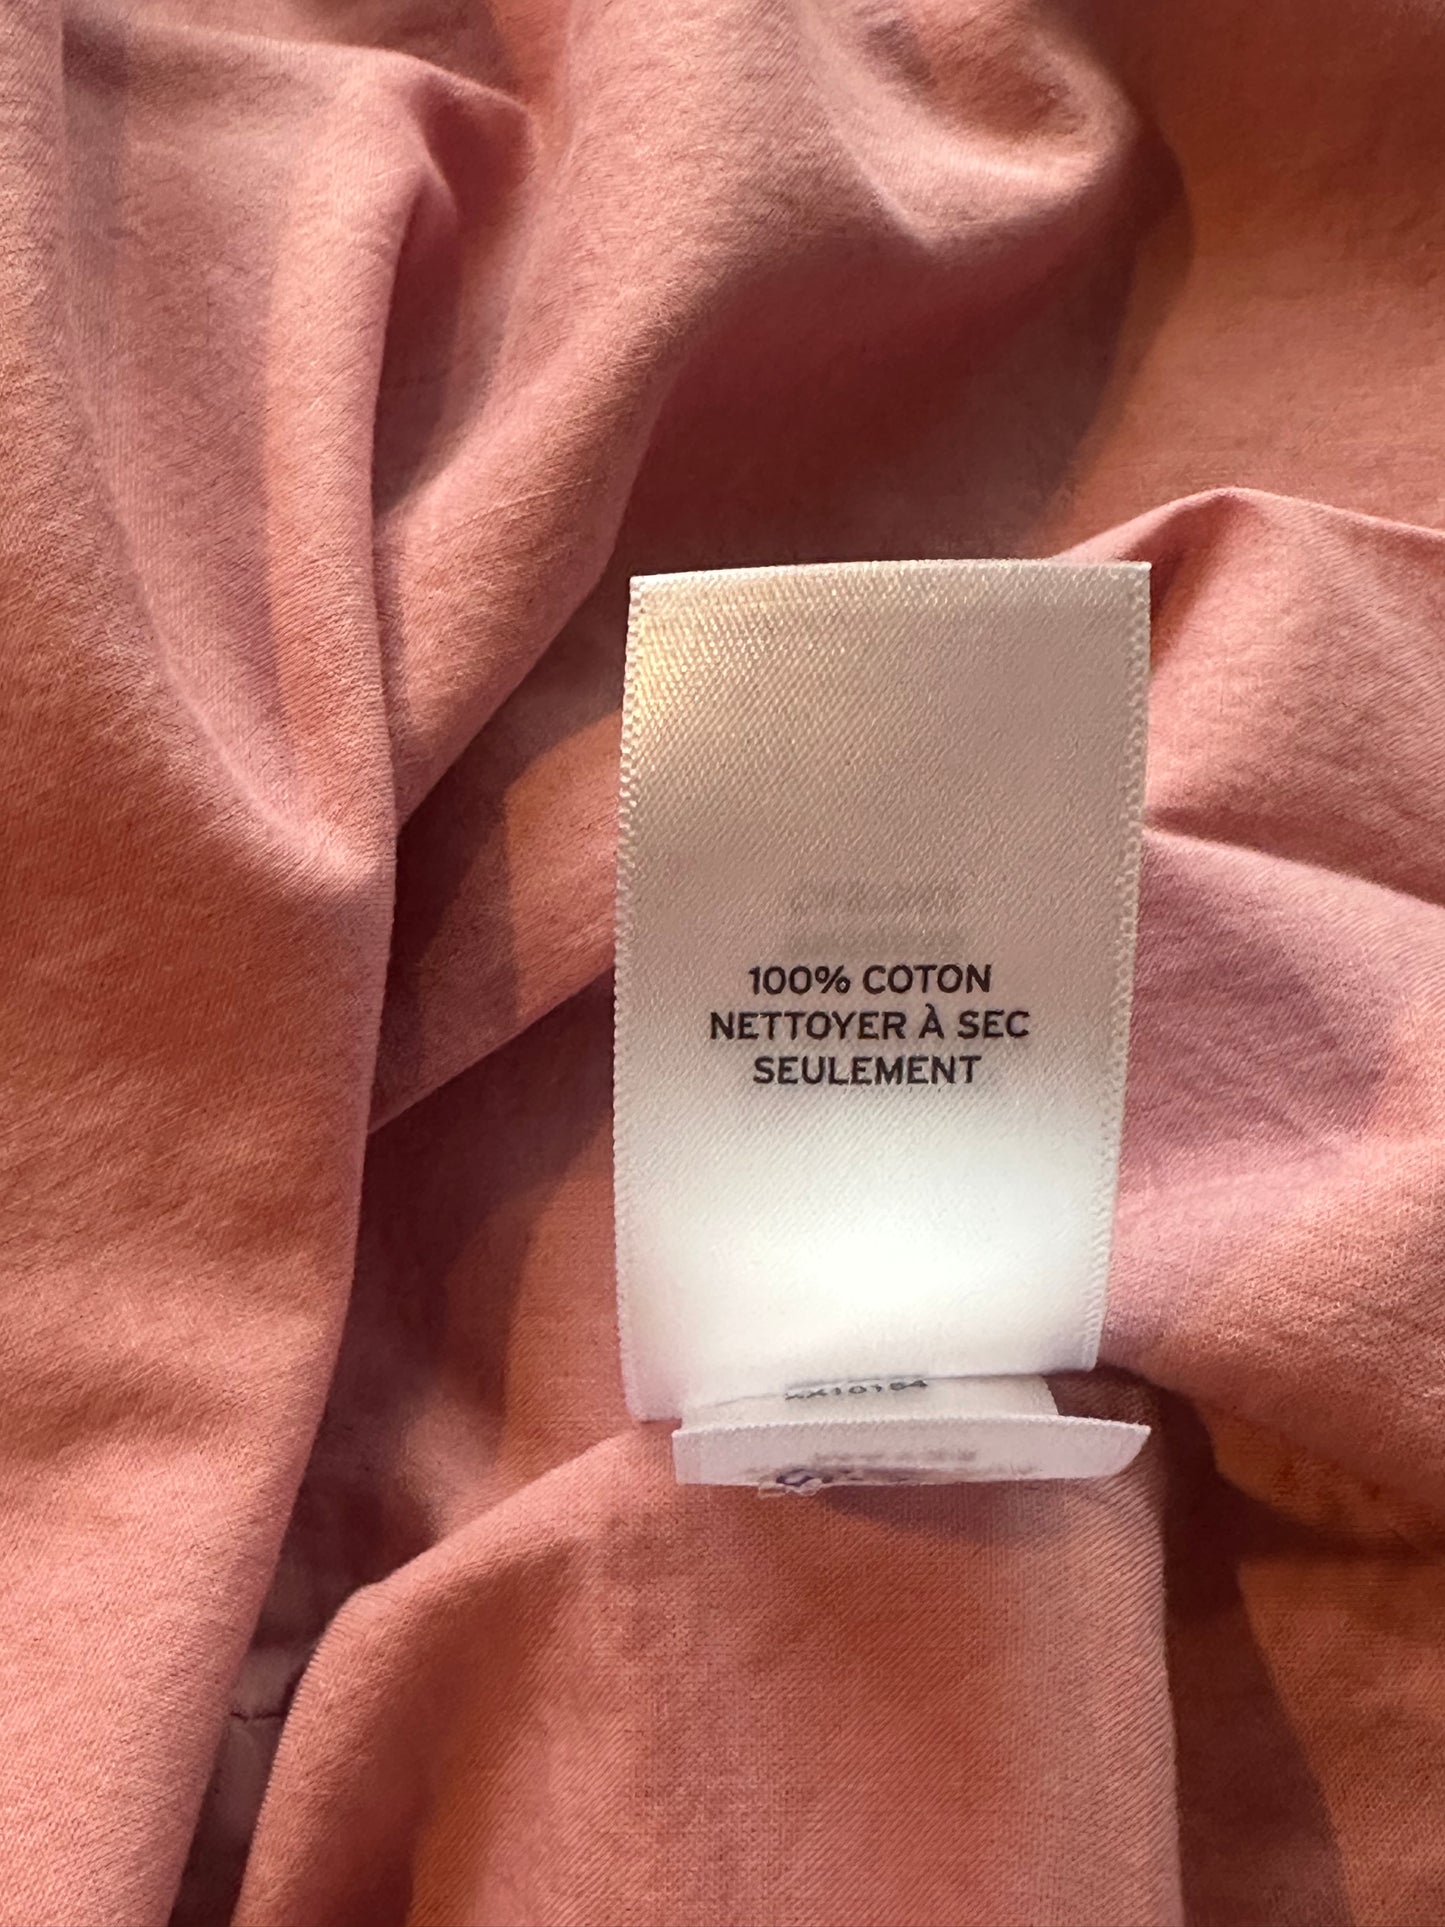 100% COTON
NETTOYER À SEC
SEULEMENT